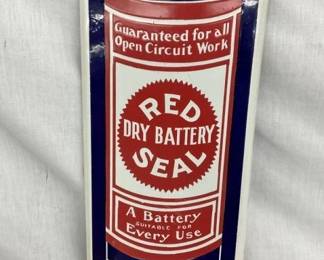 Guaranteed for all
Open Circuit Work
RED
DRY BATTERY
SEAL
A Battery
SUITABLE FOR
Every Use